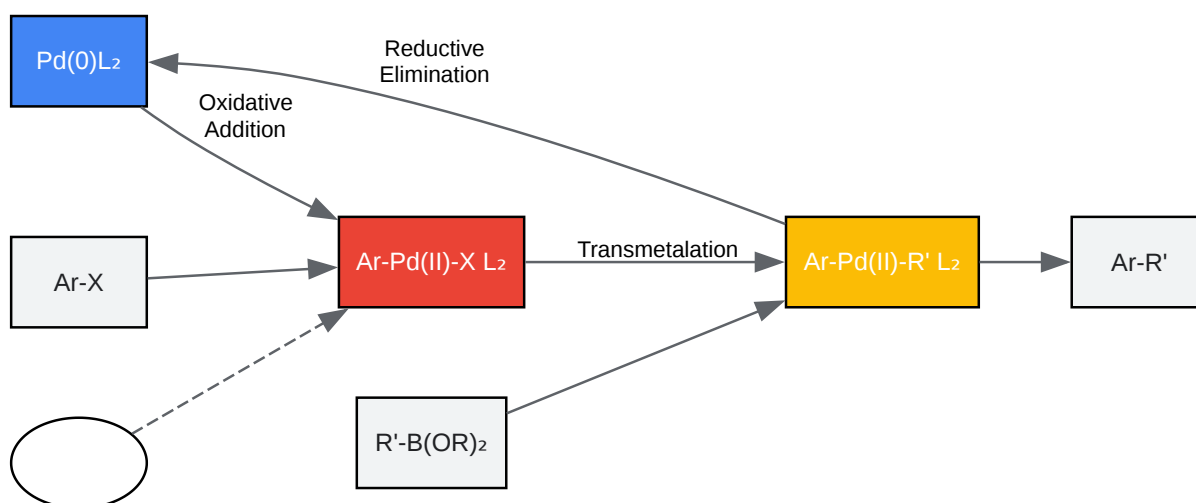 Pd(0)L₂
Reductive
Elimination
Oxidative
Addition
Ar-X
Ar-Pd(II)-X L₂
Transmetalation
Ar-Pd(II)-R' L₂
Ar-R'
R'-B(OR)₂